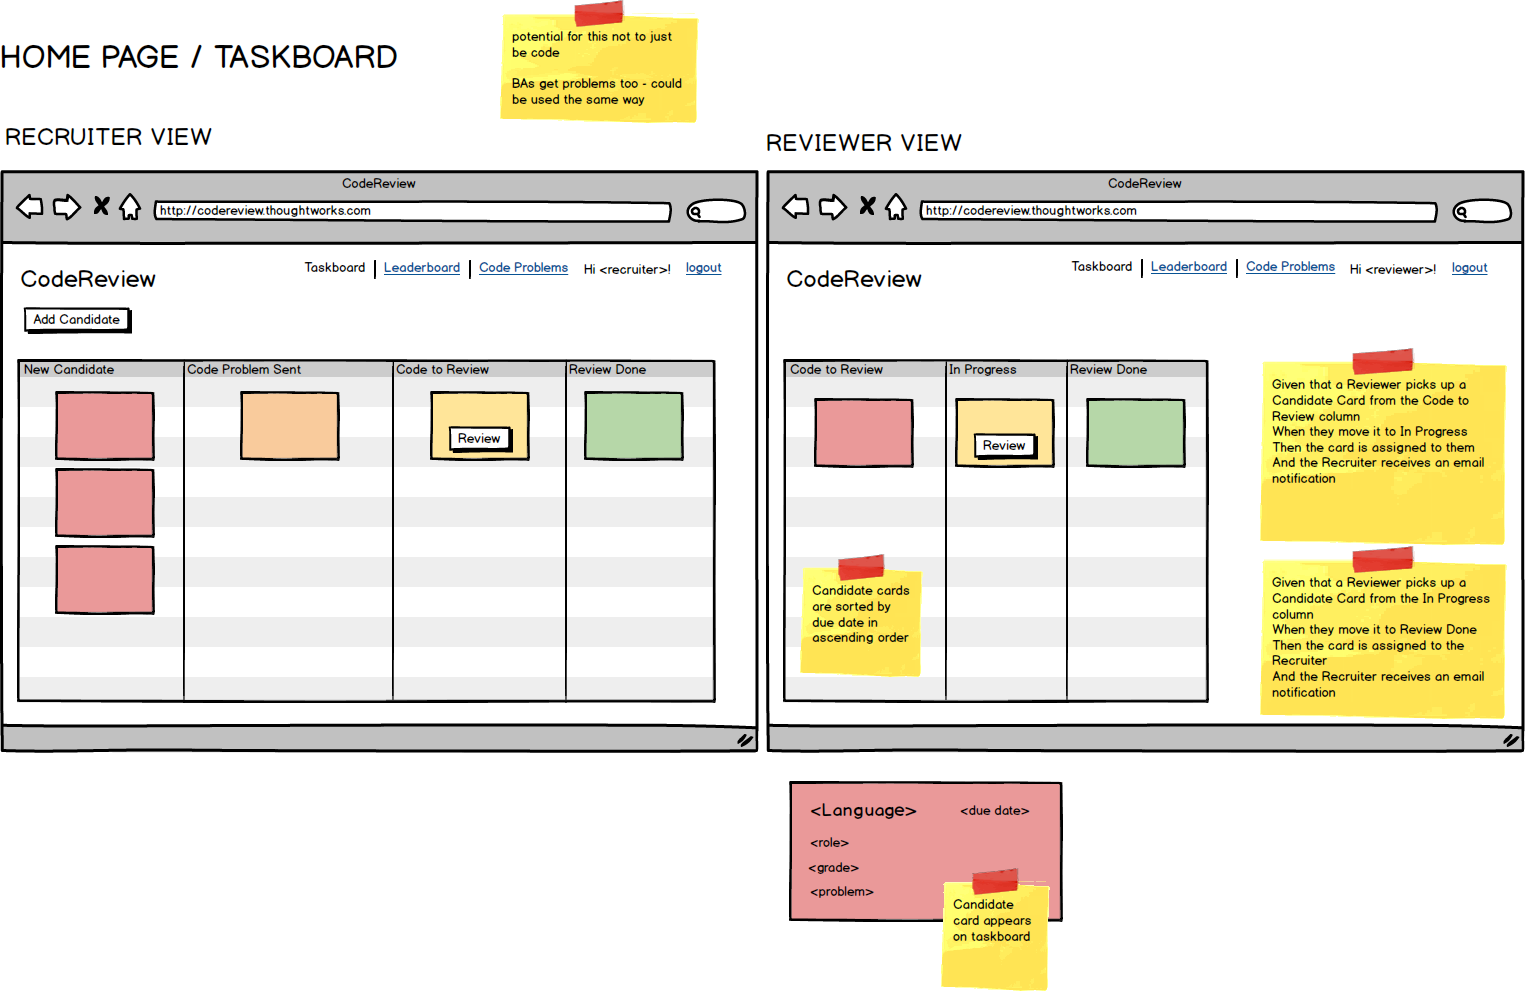 HOME PAGE / TASKBOARD
potential for this not to just
be code
BAs get problems too - could
be used the same way
RECRUITER VIEW
CodeReview
http://codereview.thoughtworks.com
CodeReview
Taskboard
Leaderboard
Code Problems
Hi <recruiter>!
logout
Add Candidate
New Candidate
Code Problem Sent
Code to Review
Review Done
Review
REVIEWER VIEW
CodeReview
http://codereview.thoughtworks.com
CodeReview
Taskboard
Leaderboard
Code Problems
Hi <reviewer>!
logout
Code to Review
In Progress
Review Done
Review
Candidate cards
are sorted by
due date in
ascending order
Given that a Reviewer picks up a
Candidate Card from the Code to
Review column
When they move it to In Progress
Then the card is assigned to them
And the Recruiter receives an email
notification
Given that a Reviewer picks up a
Candidate Card from the In Progress
column
When they move it to Review Done
Then the card is assigned to the
Recruiter
And the Recruiter receives an email
notification
<Language>
<due date>
<role>
<grade>
<problem>
Candidate
card appears
on taskboard